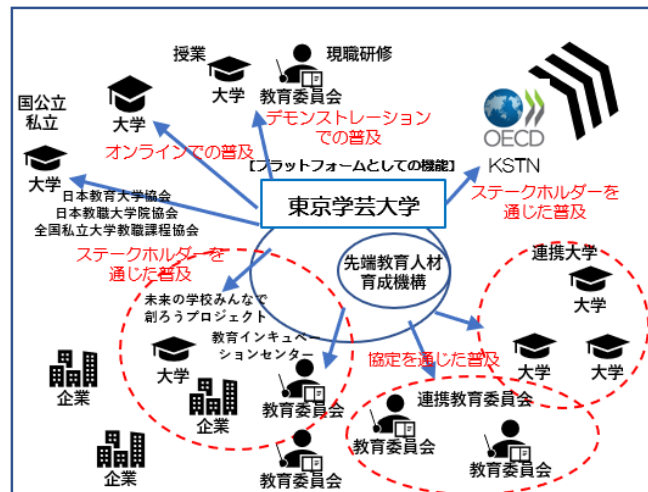 授業
現職研修
大学
教育委員会
国公立
私立
大学
大学
オンラインでの普及
デモンストレーション
での普及
OECD
KSTN
【プラットフォームとしての機能】
東京学芸大学
ステークホルダーを
通じた普及
日本教育大学協会
日本教職大学院協会
全国私立大学教職課程協会
ステークホルダーを
通じた普及
先端教育人材
育成機構
連携大学
大学
大学
大学
未来の学校みんなで
創ろうプロジェクト
教育インキュベー
ションセンター
大学
企業
企業
企業
教育委員会
教育委員会
協定を通じた普及
連携教育委員会
教育委員会
教育委員会